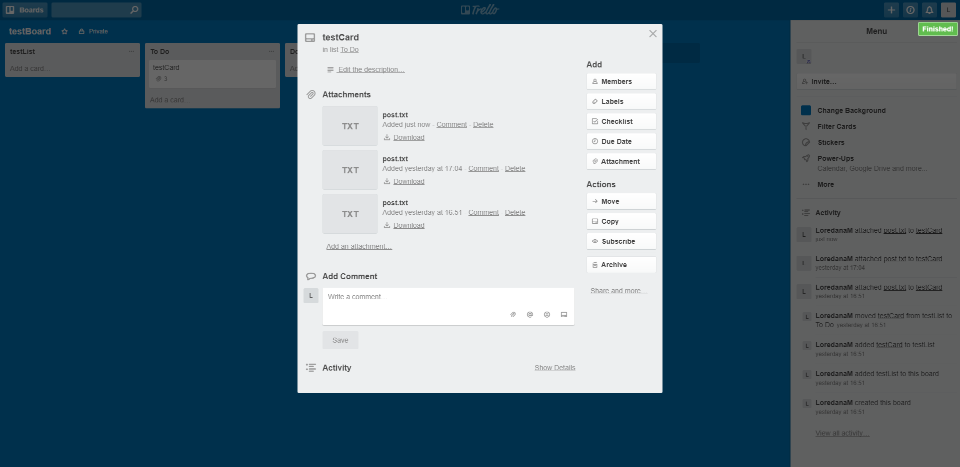 Boards
Trello
L
testBoard
Private
Menu
Finished!
testList
Add a card...
To Do
testCard
3
Add a card...
Do
testCard
in list To Do
Edit the description...
Attachments
TXT
post.txt
Added just now - Comment - Delete
Download
TXT
post.txt
Added yesterday at 17:04 - Comment - Delete
Download
TXT
post.txt
Added yesterday at 16:51 - Comment - Delete
Download
Add an attachment...
Add Comment
L
Write a comment
Save
Activity
Show Details
Add
Members
Labels
Checklist
Due Date
Attachment
Actions
Move
Copy
Subscribe
Archive
Share and more...
L
Invite...
Change Background
Filter Cards
Stickers
Power-Ups
Calendar, Google Drive and more...
More
Activity
L
LoredanaM attached post.txt to testCard
just now
L
LoredanaM attached post.txt to testCard
yesterday at 17:04
L
LoredanaM attached post.txt to testCard
yesterday at 16:51
L
LoredanaM moved testCard from testList to
To Do yesterday at 16:51
L
LoredanaM added testCard to testList
yesterday at 16:51
L
LoredanaM added testList to this board
yesterday at 16:51
L
LoredanaM created this board
yesterday at 16:51
View all activity...